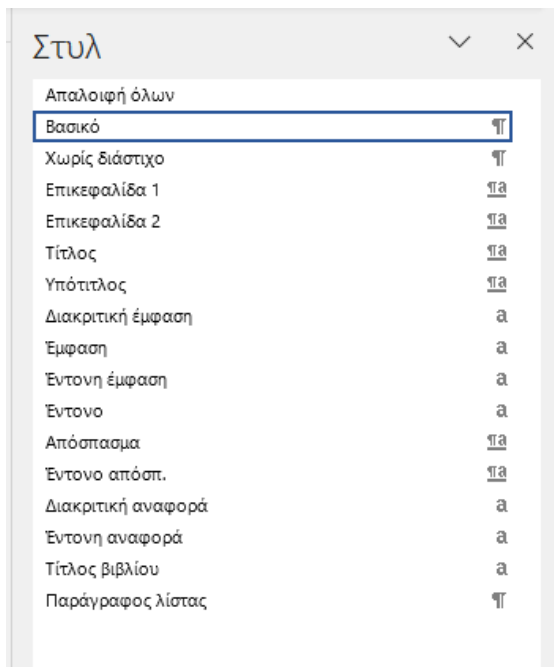 Στυλ
Απαλοιφή όλων
Βασικό ¶
Χωρίς διάστιχο ¶
Επικεφαλίδα 1 ¶a
Επικεφαλίδα 2 ¶a
Τίτλος ¶a
Υπότιτλος ¶a
Διακριτική έμφαση a
Έμφαση a
Έντονη έμφαση a
Έντονο a
Απόσπασμα ¶a
Έντονο απόσπ. ¶a
Διακριτική αναφορά a
Έντονη αναφορά a
Τίτλος βιβλίου a
Παράγραφος λίστας ¶